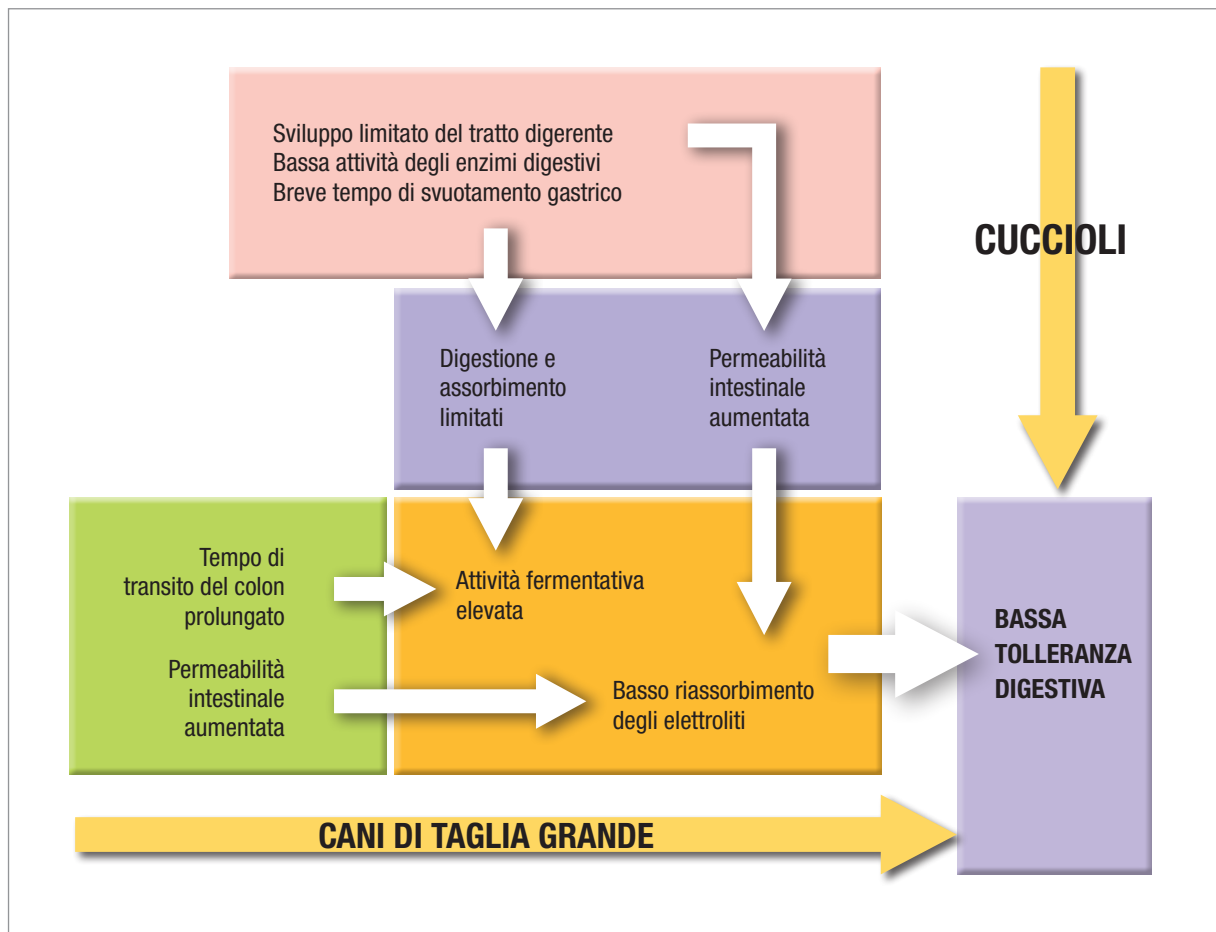 Sviluppo limitato del tratto digerente
Bassa attività degli enzimi digestivi
Breve tempo di svuotamento gastrico
CUCCIOLI
Digestione e
assorbimento
limitati
Permeabilità
intestinale
aumentata
Tempo di
transito del colon
prolungato
Attività fermentativa
elevata
Permeabilità
intestinale
aumentata
Basso riassorbimento
degli elettroliti
BASSA
TOLLERANZA
DIGESTIVA
CANI DI TAGLIA GRANDE